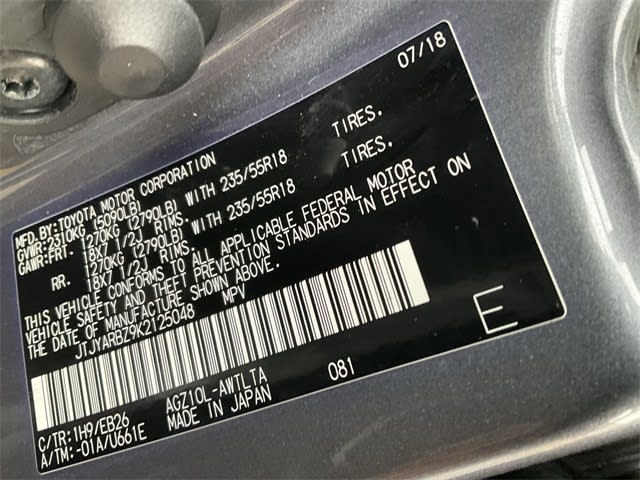 07/18
MFD.BY:TOYOTA MOTOR CORPORATION
GVWR:2310KG (5090LB)
GAWR:FRT. 1270KG (2790LB) WITH 235/55R18 TIRES.
18X7 1/2J RIMS.
RR. 1270KG (2790LB) WITH 235/55R18 TIRES.
18X7 1/2J RIMS.
THIS VEHICLE CONFORMS TO ALL APPLICABLE FEDERAL MOTOR
VEHICLE SAFETY AND THEFT PREVENTION STANDARDS IN EFFECT ON
THE DATE OF MANUFACTURE SHOWN ABOVE.
JTJYARBZ9K2125048 MPV
E
C/TR:1H9/EB26 AGZ10L-AWTLTA 081
A/TM:-01A/U661E MADE IN JAPAN